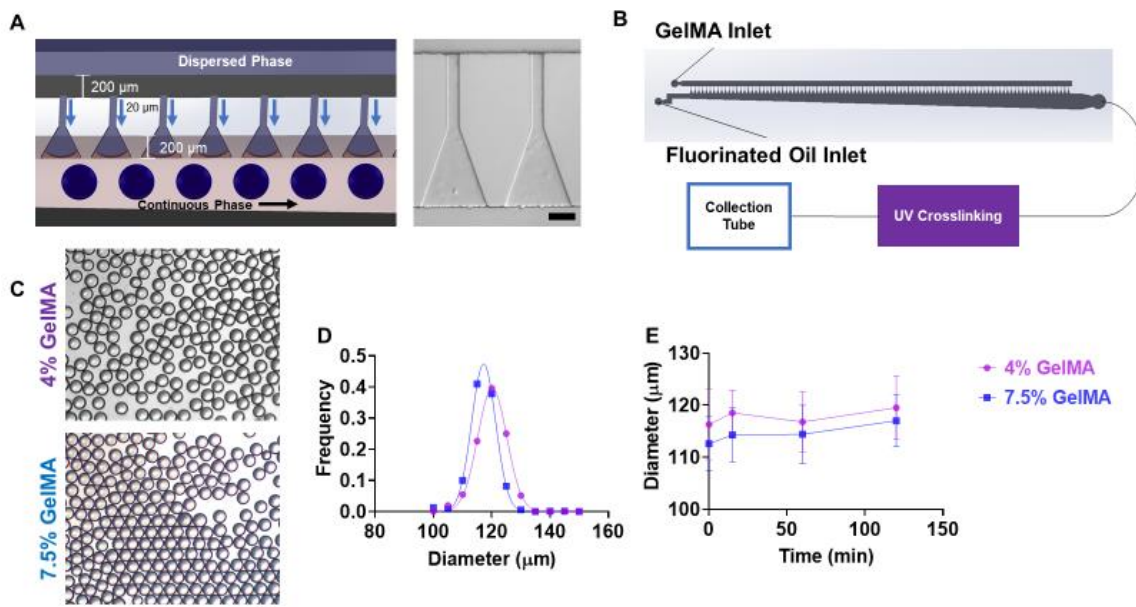 A
Dispersed Phase
200 μm
20 μm
200 μm
Continuous Phase
B
GelMA Inlet
Fluorinated Oil Inlet
Collection
Tube
UV Crosslinking
C
4% GelMA
7.5% GelMA
D
Frequency
0.5
0.4
0.3
0.2
0.1
0.0
80
100
120
140
160
Diameter (μm)
E
Diameter (μm)
130
120
110
100
0
50
100
150
Time (min)
4% GelMA
7.5% GelMA